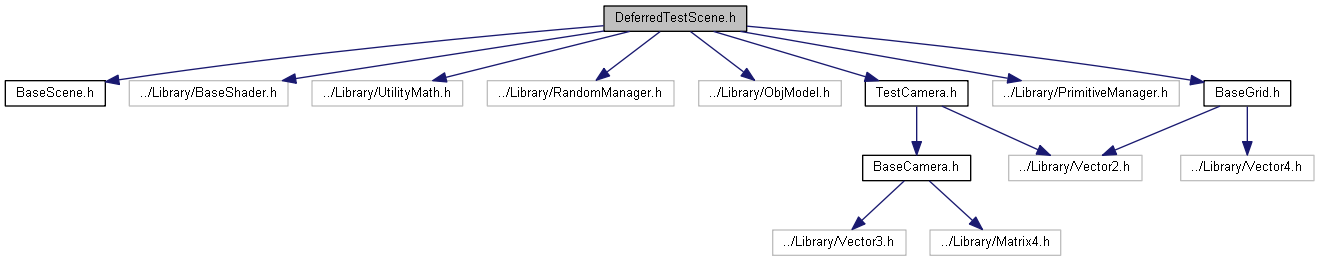 DeferredTestScene.h
BaseScene.h
../Library/BaseShader.h
../Library/UtilityMath.h
../Library/RandomManager.h
../Library/ObjModel.h
TestCamera.h
../Library/PrimitiveManager.h
BaseGrid.h
BaseCamera.h
../Library/Vector2.h
../Library/Vector4.h
../Library/Vector3.h
../Library/Matrix4.h